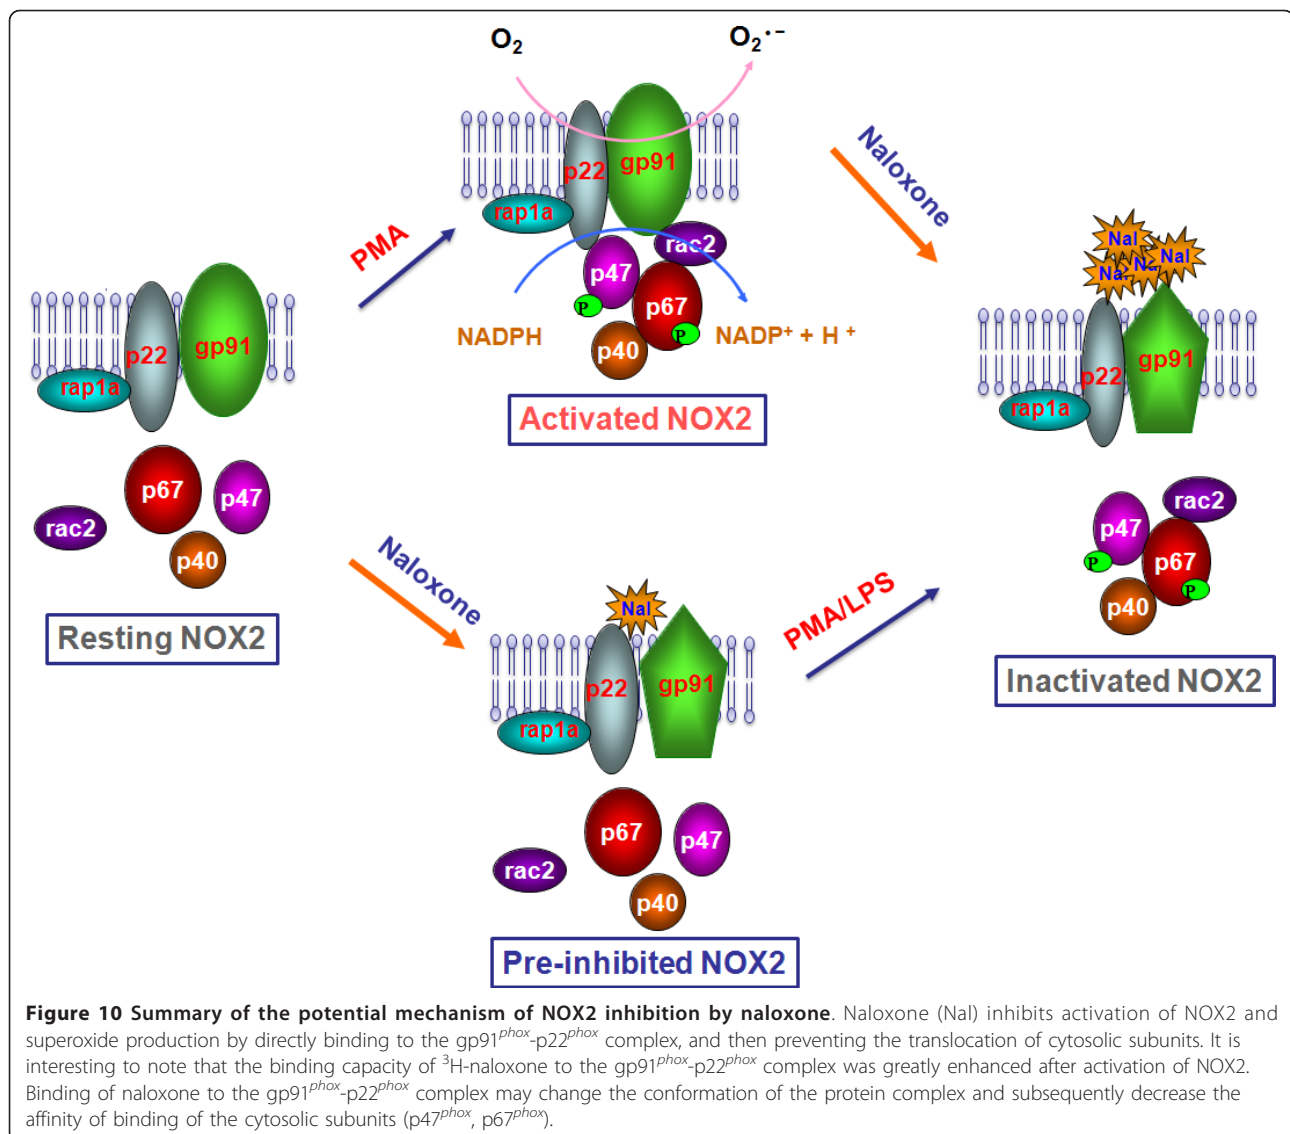 O₂ O₂•−
p22 gp91
rap1a
rac2
p47
p67
P
P
p40
NADPH NADP⁺ + H ⁺
Activated NOX2
PMA
Naloxone
p22 gp91
rap1a
p67 p47
rac2
p40
Resting NOX2
Naloxone
Nal
p22 gp91
rap1a
p67 p47
rac2
p40
Pre-inhibited NOX2
PMA/LPS
Nal
Nal
Na
Na
gp91
p22
rap1a
rac2
p47
p67
P
P
p40
Inactivated NOX2
Figure 10 Summary of the potential mechanism of NOX2 inhibition by naloxone. Naloxone (Nal) inhibits activation of NOX2 and
superoxide production by directly binding to the gp91phox-p22phox complex, and then preventing the translocation of cytosolic subunits. It is
interesting to note that the binding capacity of ³H-naloxone to the gp91phox-p22phox complex was greatly enhanced after activation of NOX2.
Binding of naloxone to the gp91phox-p22phox complex may change the conformation of the protein complex and subsequently decrease the
affinity of binding of the cytosolic subunits (p47phox, p67phox).